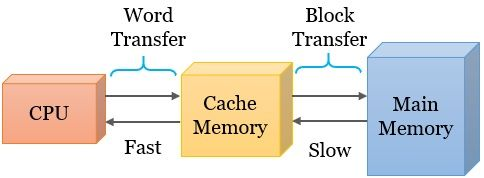 Word
Transfer
Block
Transfer
CPU
Cache
Memory
Main
Memory
Fast
Slow